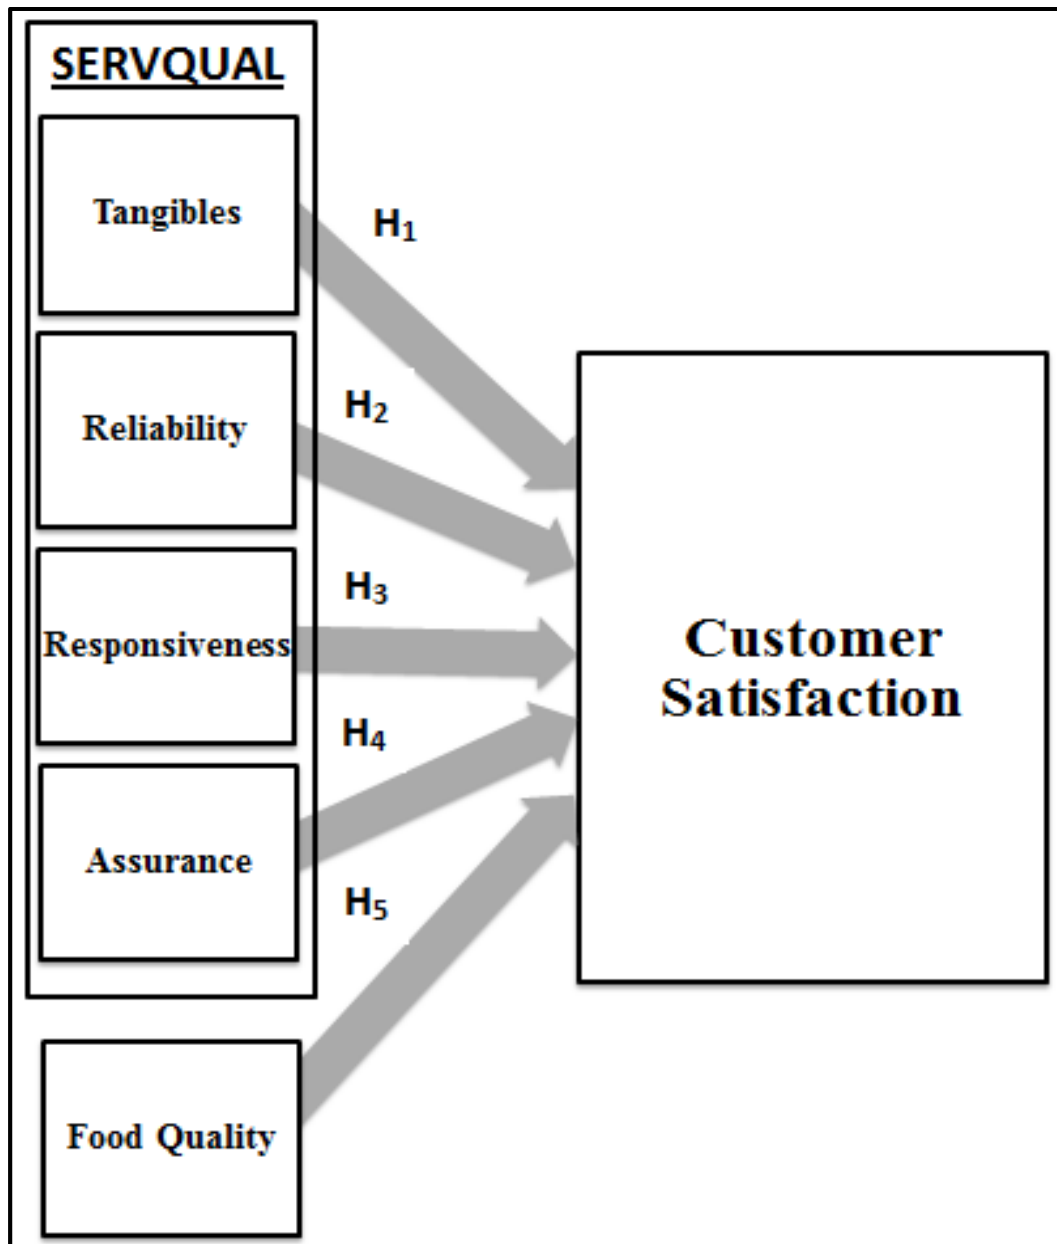 SERVQUAL
Tangibles
H₁
Reliability
H₂
Responsiveness
H₃
Customer
Satisfaction
H₄
Assurance
H₅
Food Quality